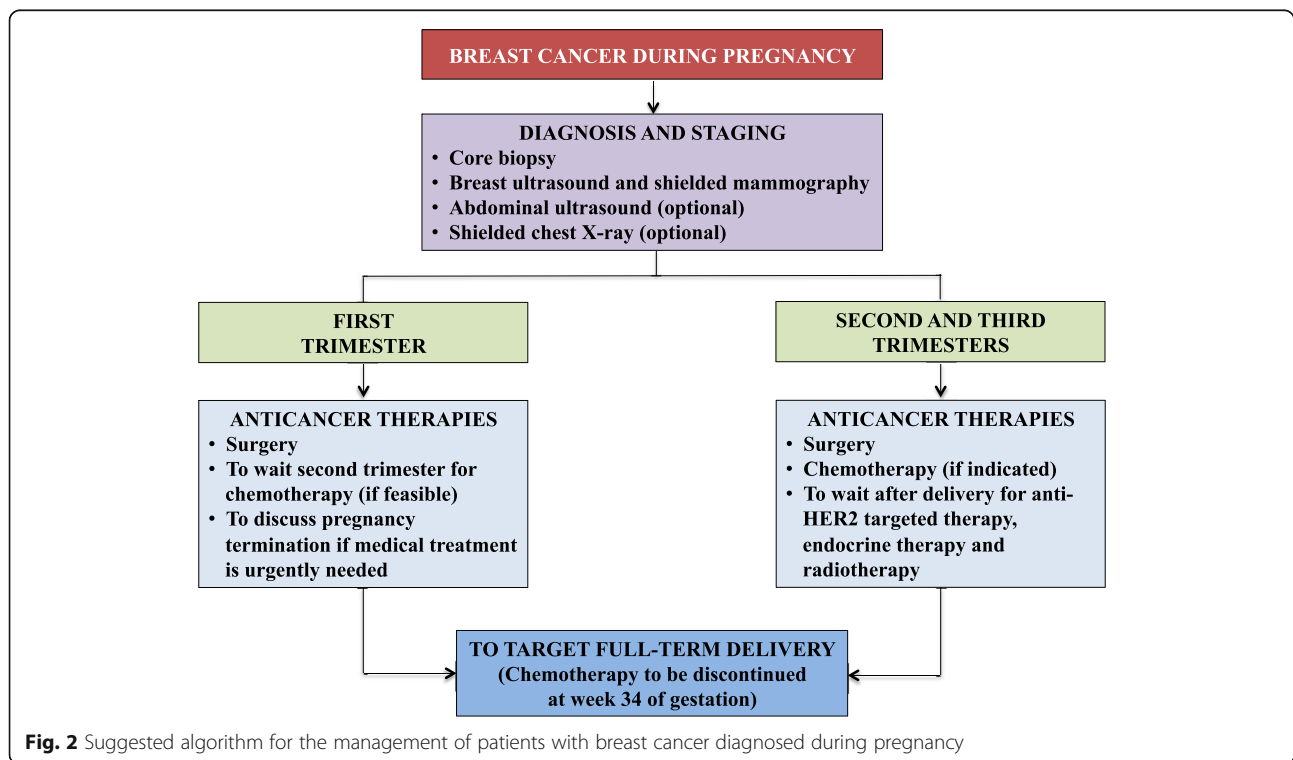 BREAST CANCER DURING PREGNANCY
DIAGNOSIS AND STAGING
• Core biopsy
• Breast ultrasound and shielded mammography
• Abdominal ultrasound (optional)
• Shielded chest X-ray (optional)
FIRST
TRIMESTER
ANTICANCER THERAPIES
• Surgery
• To wait second trimester for
chemotherapy (if feasible)
• To discuss pregnancy
termination if medical treatment
is urgently needed
SECOND AND THIRD
TRIMESTERS
ANTICANCER THERAPIES
• Surgery
• Chemotherapy (if indicated)
• To wait after delivery for anti-
HER2 targeted therapy,
endocrine therapy and
radiotherapy
TO TARGET FULL-TERM DELIVERY
(Chemotherapy to be discontinued
at week 34 of gestation)
Fig. 2 Suggested algorithm for the management of patients with breast cancer diagnosed during pregnancy